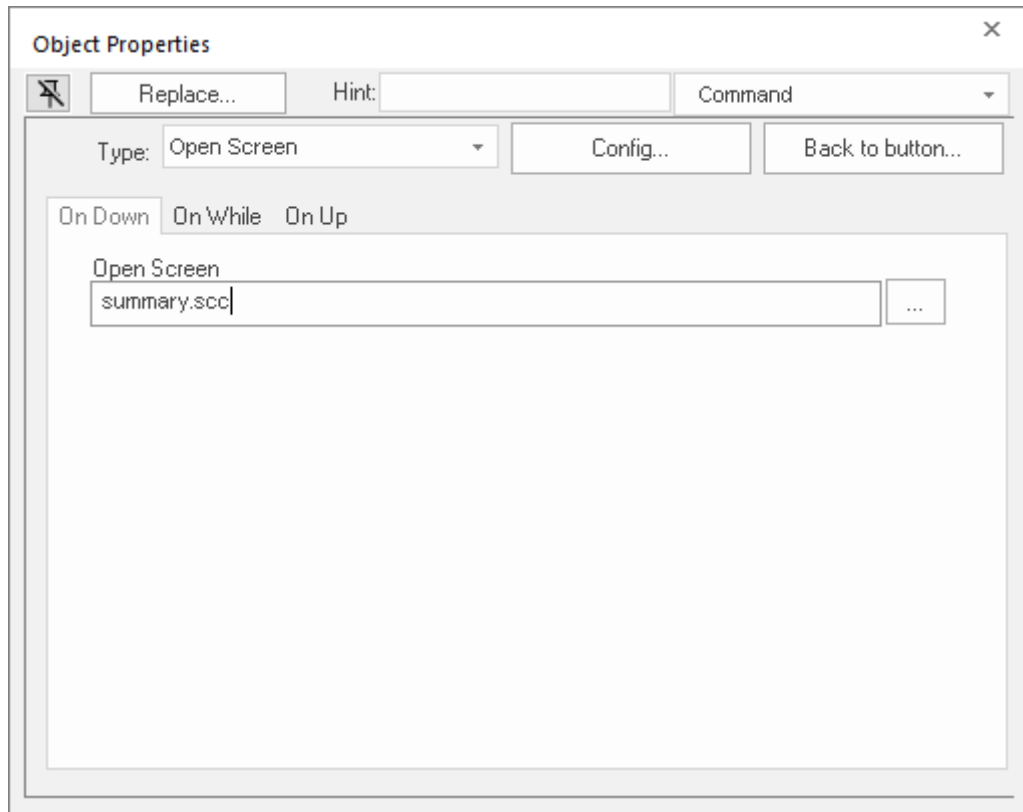 Object Properties
Replace... Hint: Command
Type: Open Screen Config... Back to button...
On Down On While On Up
Open Screen
summary.scc
...